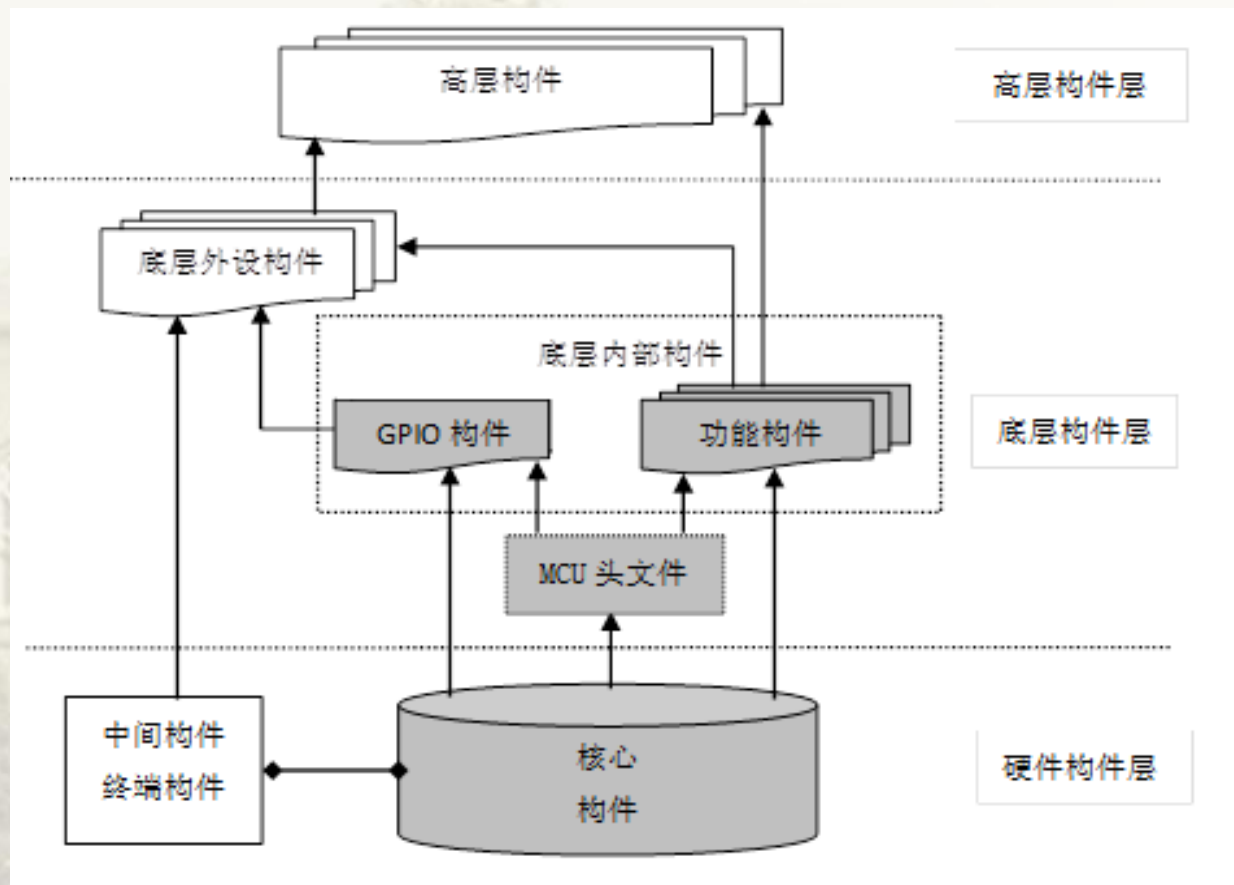 高层构件
高层构件层
底层外设构件
底层内部构件
GPIO 构件
功能构件
底层构件层
MCU 头文件
中间构件
终端构件
核心
构件
硬件构件层